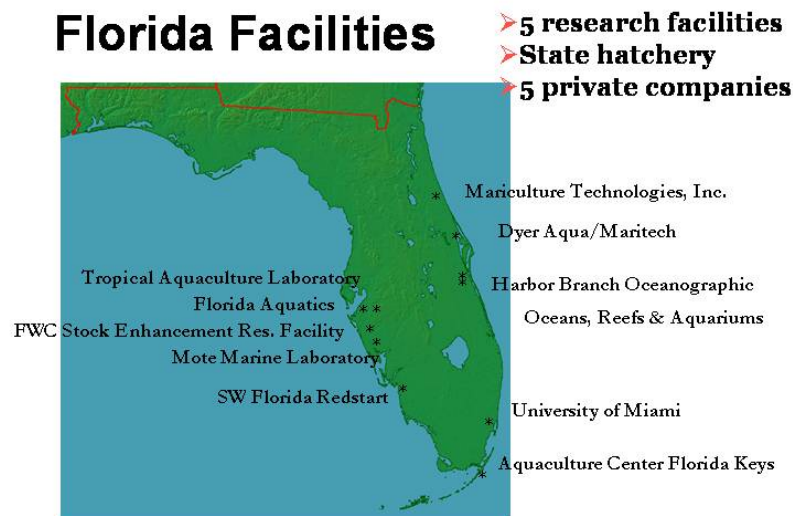 Florida Facilities
➢5 research facilities
➢State hatchery
➢5 private companies
Mariculture Technologies, Inc.
Dyer Aqua/Maritech
Tropical Aquaculture Laboratory
Harbor Branch Oceanographic
Florida Aquatics
Oceans, Reefs & Aquariums
FWC Stock Enhancement Res. Facility
Mote Marine Laboratory
SW Florida Redstart
University of Miami
Aquaculture Center Florida Keys